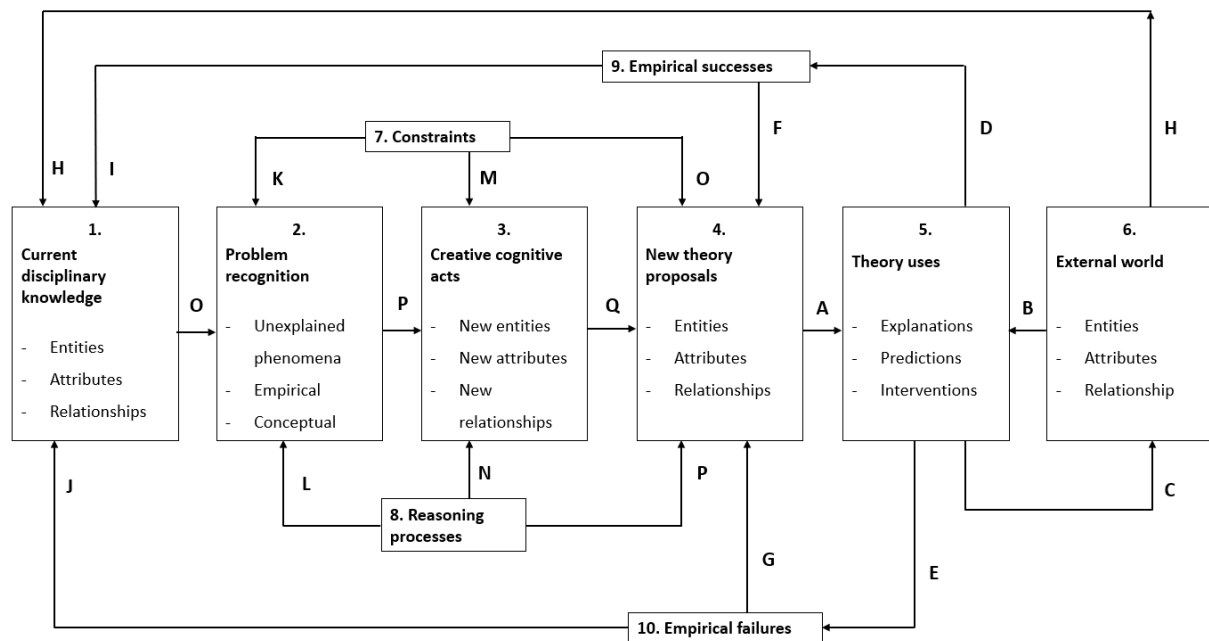 9. Empirical successes
7. Constraints
H
I
K
M
O
F
D
H
1.
Current
disciplinary
knowledge
- Entities
- Attributes
- Relationships
O
2.
Problem
recognition
- Unexplained
phenomena
- Empirical
- Conceptual
P
3.
Creative cognitive
acts
- New entities
- New attributes
- New
relationships
Q
4.
New theory
proposals
- Entities
- Attributes
- Relationships
A
5.
Theory uses
- Explanations
- Predictions
- Interventions
B
6.
External world
- Entities
- Attributes
- Relationship
J
L
N
P
C
8. Reasoning
processes
G
E
10. Empirical failures